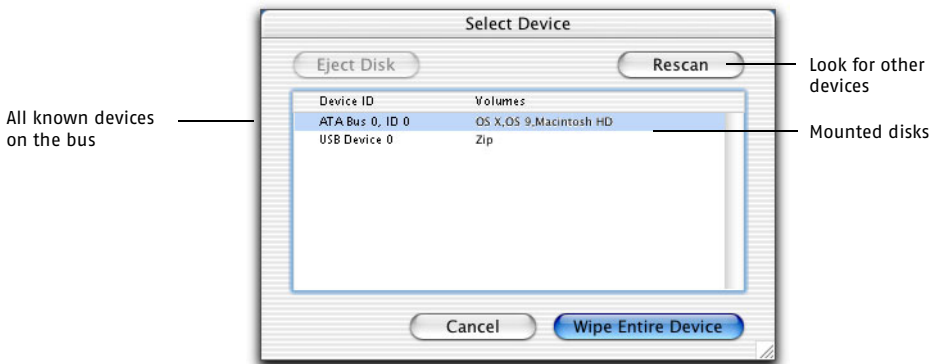 Select Device
Eject Disk
Rescan
Look for other
devices
Device ID
Volumes
All known devices
on the bus
ATA Bus 0, ID 0
OS X,OS 9,Macintosh HD
Mounted disks
USB Device 0
Zip
Cancel
Wipe Entire Device